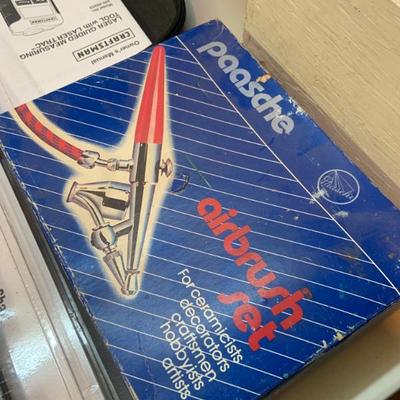 Owner's Manual
CRAFTSMAN
LASER GUIDED MEASURING
TOOL WITH LASER TRAC
paasche
airbrush
set
For ceramicists
decorators
craftsmen
hobbyists
artists